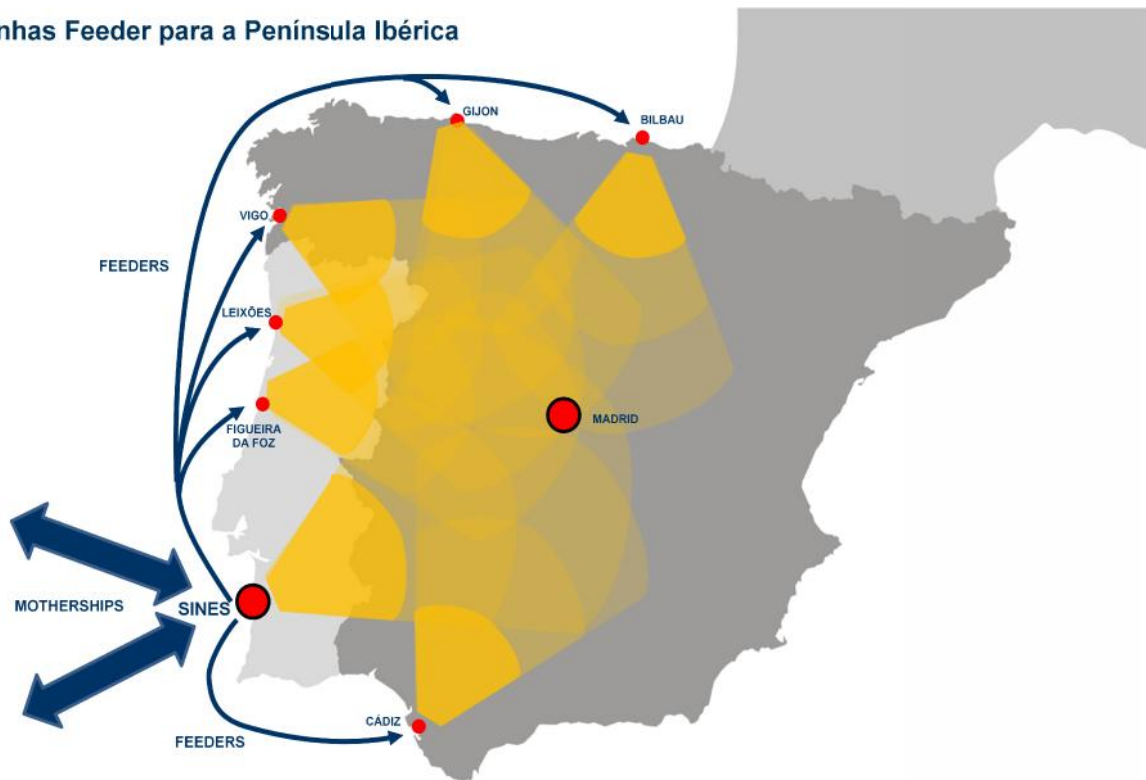 nhas Feeder para a Península Ibérica
GIJON
BILBAU
VIGO
FEEDERS
LEIXÕES
MADRID
FIGUEIRA
DA FOZ
MOTHERSHIPS
SINES
CÁDIZ
FEEDERS